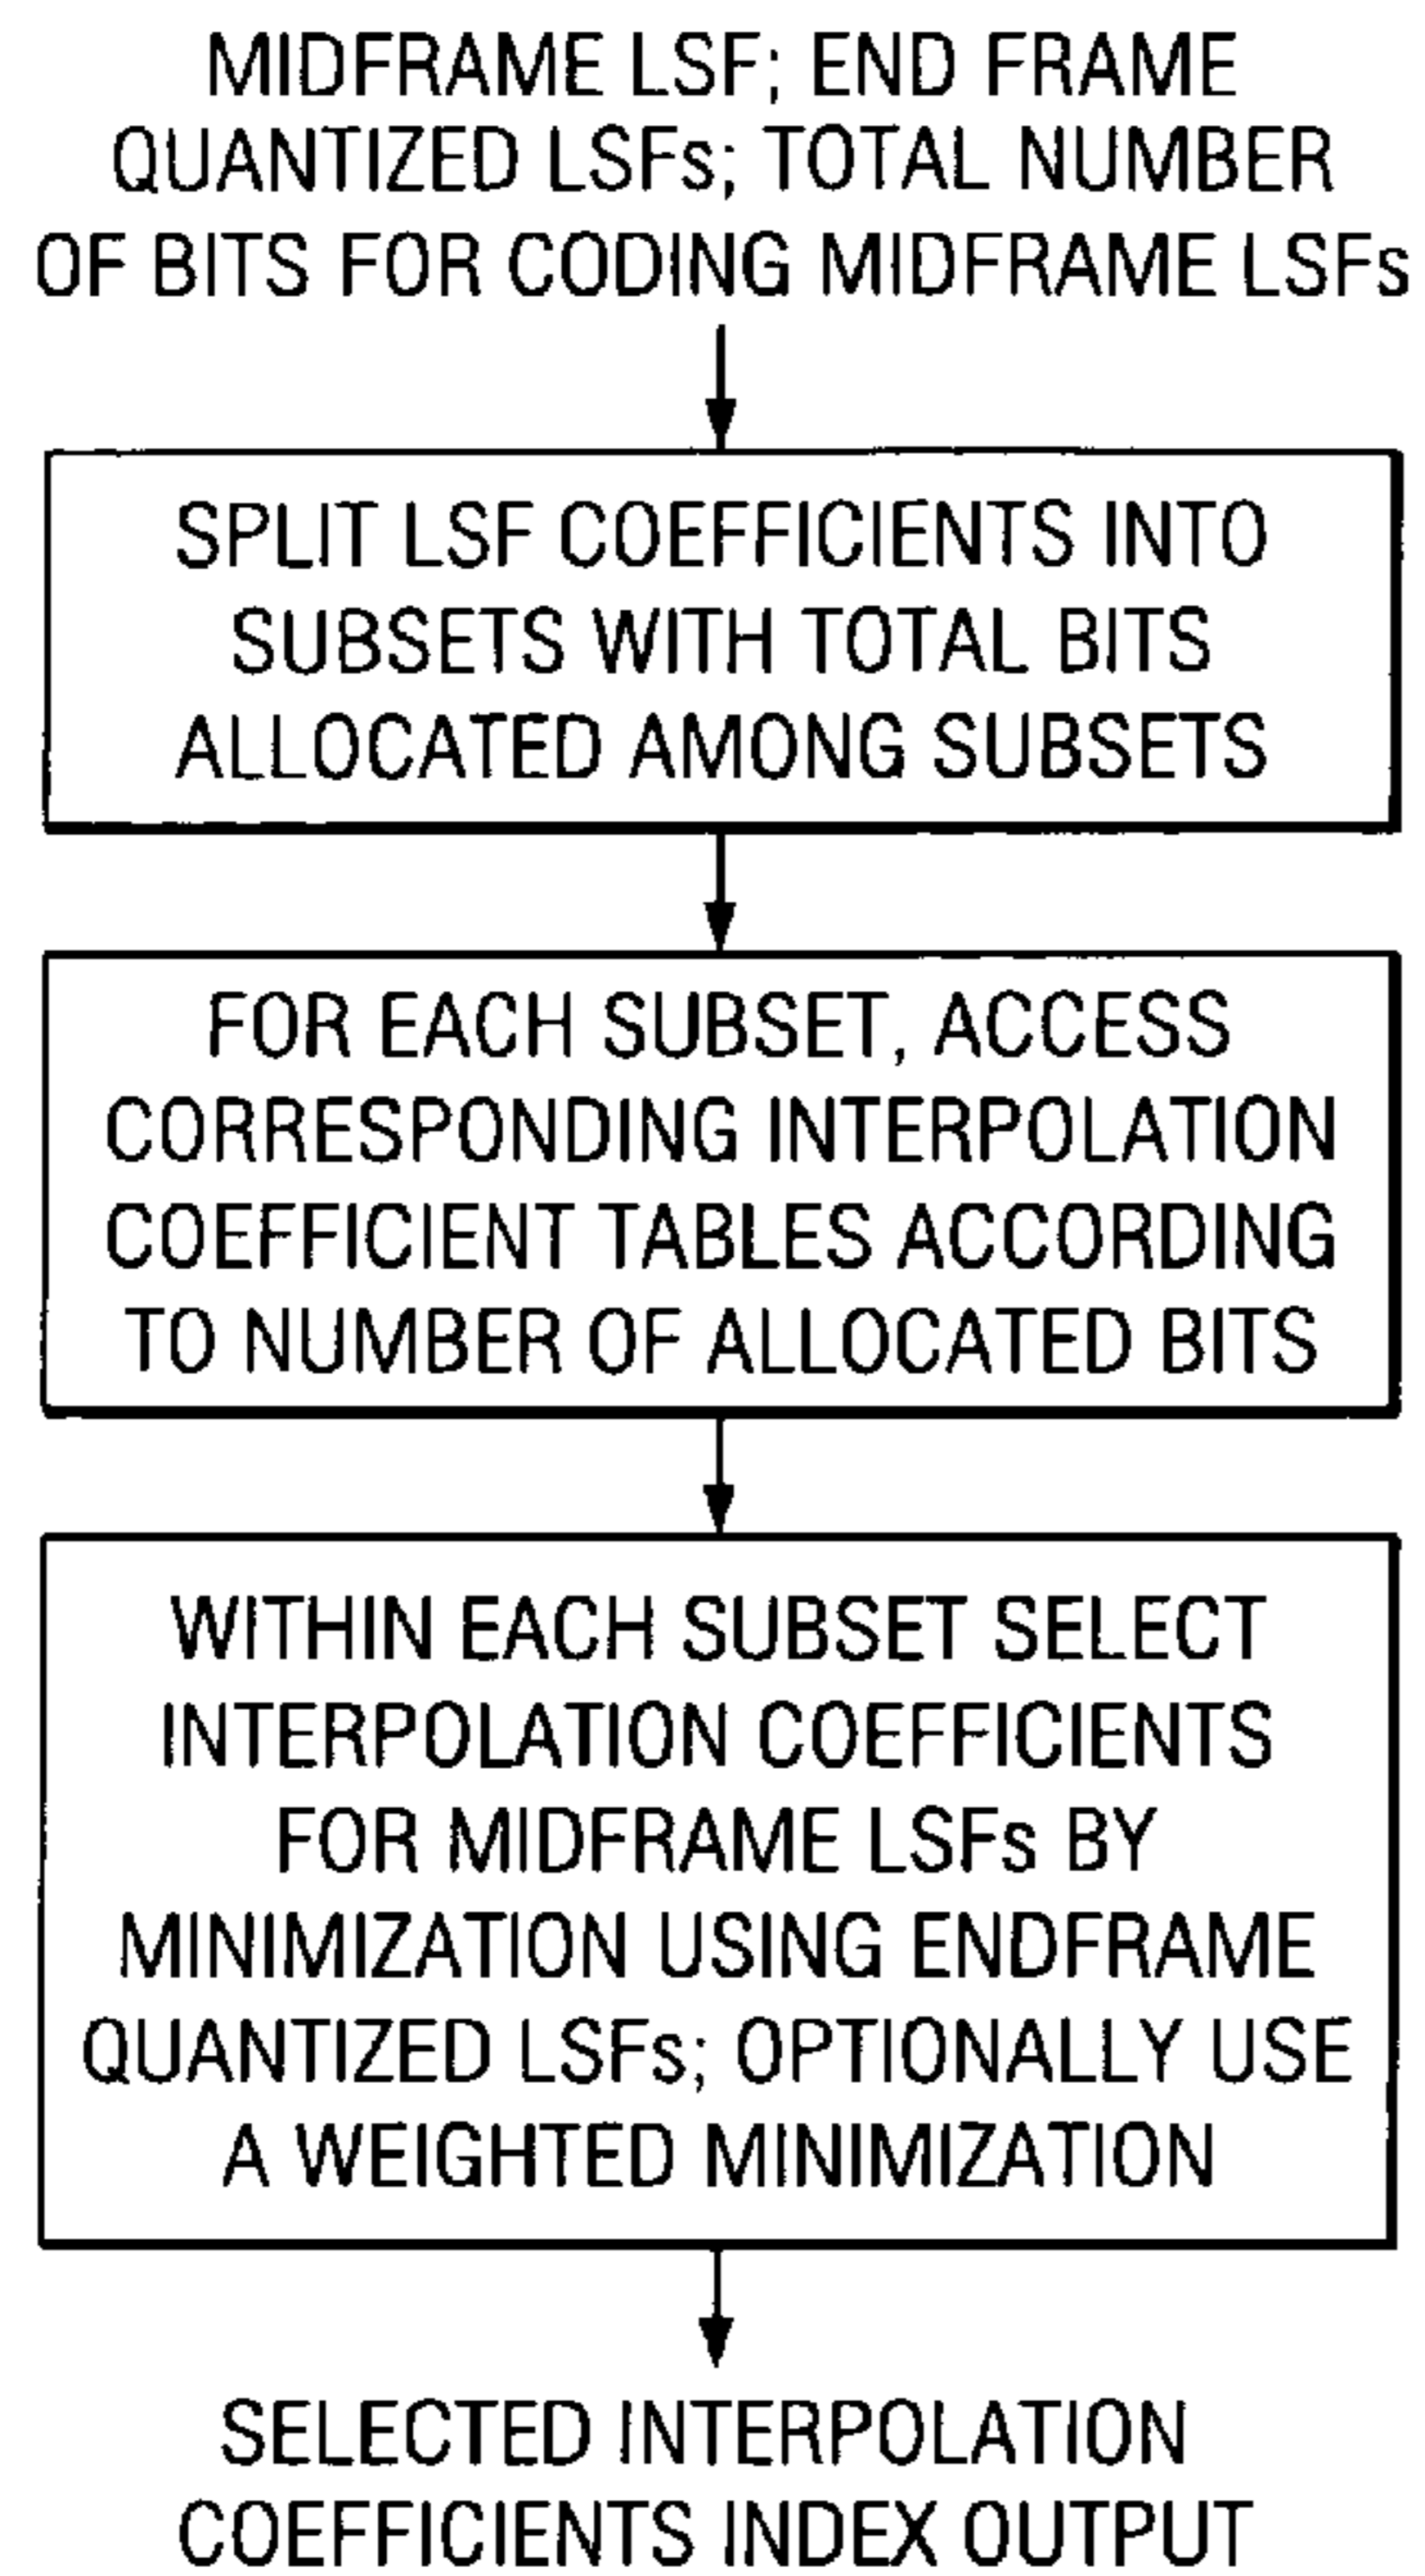 MIDFRAME LSF; END FRAME
QUANTIZED LSFs; TOTAL NUMBER
OF BITS FOR CODING MIDFRAME LSFs
SPLIT LSF COEFFICIENTS INTO
SUBSETS WITH TOTAL BITS
ALLOCATED AMONG SUBSETS
FOR EACH SUBSET, ACCESS
CORRESPONDING INTERPOLATION
COEFFICIENT TABLES ACCORDING
TO NUMBER OF ALLOCATED BITS
WITHIN EACH SUBSET SELECT
INTERPOLATION COEFFICIENTS
FOR MIDFRAME LSFs BY
MINIMIZATION USING ENDFRAME
QUANTIZED LSFs; OPTIONALLY USE
A WEIGHTED MINIMIZATION
SELECTED INTERPOLATION
COEFFICIENTS INDEX OUTPUT